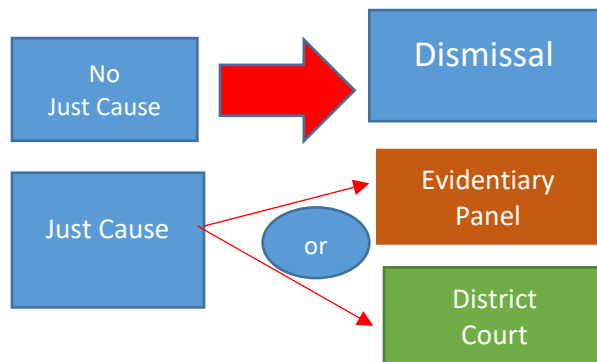 No
Just Cause
Dismissal
Just Cause
or
Evidentiary
Panel
District
Court